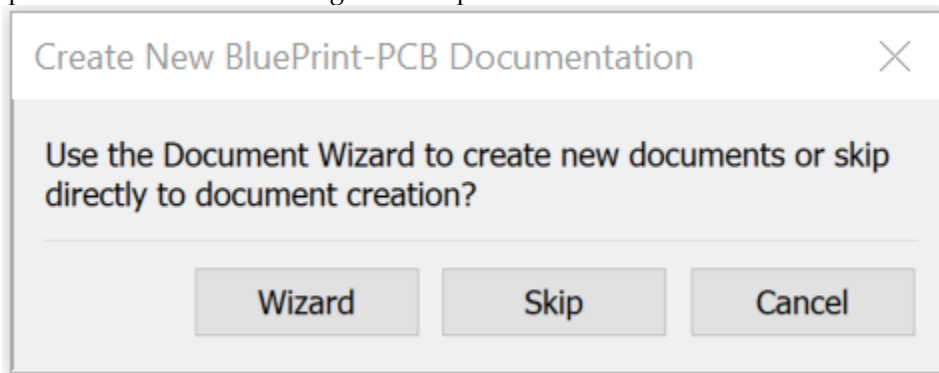 Create New BluePrint-PCB Documentation
Use the Document Wizard to create new documents or skip
directly to document creation?
Wizard Skip Cancel